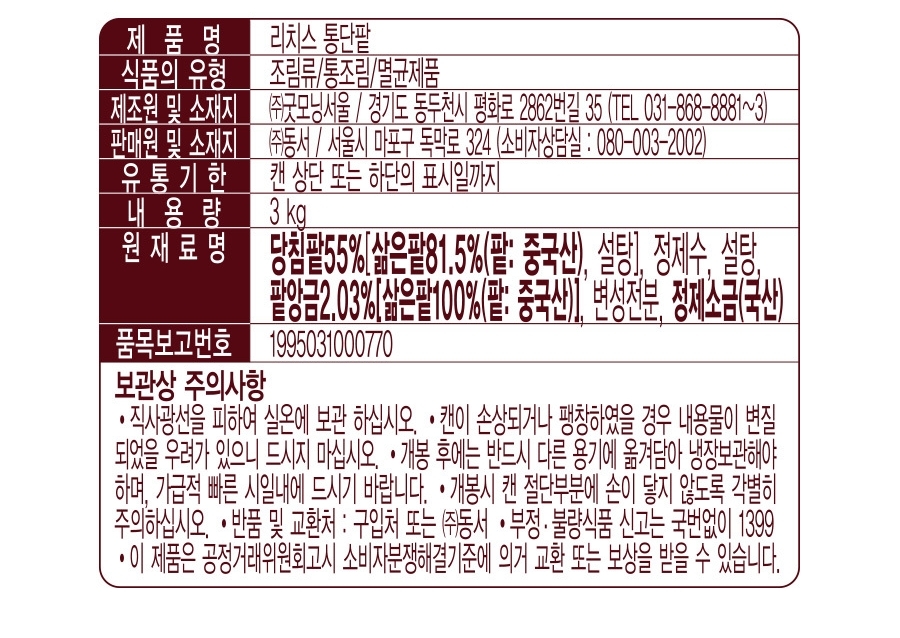 제 품 명 리치스 통단팥
식품의 유형 조림류/통조림/멸균제품
제조원 및 소재지 ㈜굿모닝서울 / 경기도 동두천시 평화로 2862번길 35 (TEL 031-868-8881~3)
판매원 및 소재지 ㈜동서 / 서울시 마포구 독막로 324 (소비자상담실 : 080-003-2002)
유 통 기 한 캔 상단 또는 하단의 표시일까지
내 용 량 3 kg
원 재 료 명 당침팥55%[삶은팥81.5%(팥: 중국산), 설탕], 정제수, 설탕,
팥앙금2.03%[삶은팥100%(팥: 중국산)], 변성전분, 정제소금(국산)
품목보고번호 1995031000770
보관상 주의사항
• 직사광선을 피하여 실온에 보관 하십시오. • 캔이 손상되거나 팽창하였을 경우 내용물이 변질
되었을 우려가 있으니 드시지 마십시오. • 개봉 후에는 반드시 다른 용기에 옮겨담아 냉장보관해야
하며, 가급적 빠른 시일내에 드시기 바랍니다. • 개봉시 캔 절단부분에 손이 닿지 않도록 각별히
주의하십시오. • 반품 및 교환처 : 구입처 또는 ㈜동서 • 부정·불량식품 신고는 국번없이 1399
• 이 제품은 공정거래위원회고시 소비자분쟁해결기준에 의거 교환 또는 보상을 받을 수 있습니다.